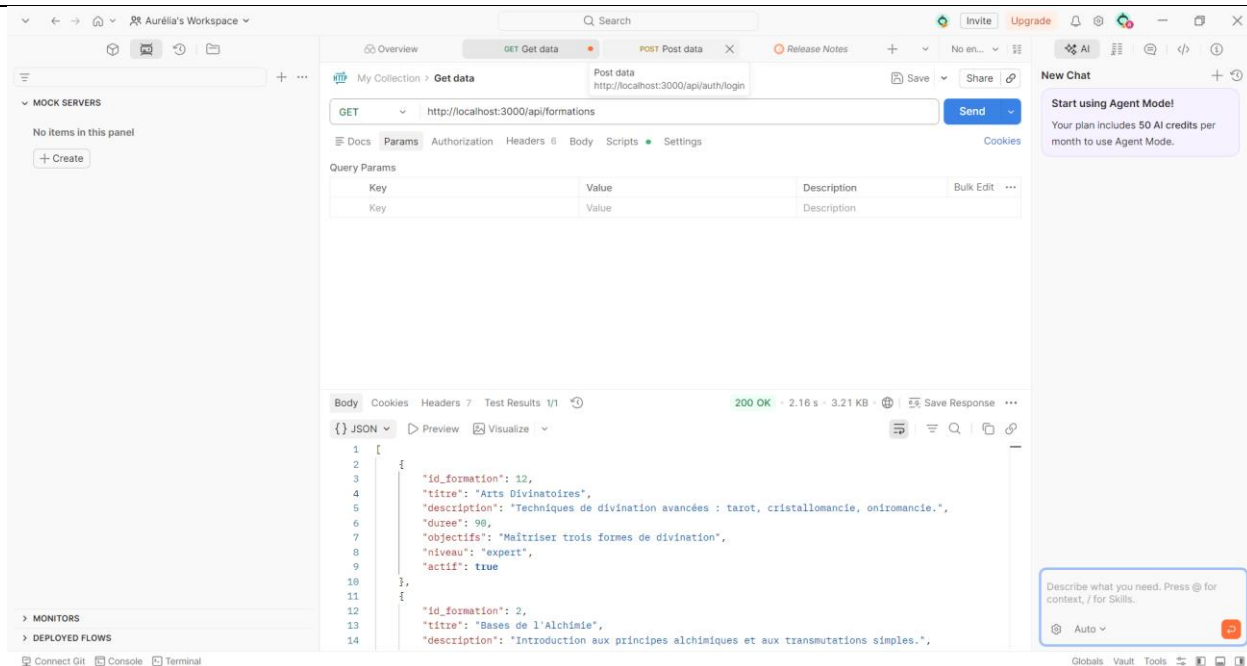 Aurélia's Workspace
Search
Invite
Upgrade
Overview
GET Get data
POST Post data
Release Notes
No en...
AI
My Collection > Get data
Post data
http://localhost:3000/api/auth/login
Save
Share
New Chat
MOCK SERVERS
No items in this panel
+ Create
GET
http://localhost:3000/api/formations
Send
Start using Agent Mode!
Your plan includes 50 AI credits per
month to use Agent Mode.
Docs Params Authorization Headers 6 Body Scripts Settings
Cookies
Query Params
Key Value Description Bulk Edit
Key Value Description
Body Cookies Headers 7 Test Results 1/1
200 OK 2.16 s 3.21 KB
Save Response
{} JSON Preview Visualize
1 [
2 {
3 "id_formation": 12,
4 "titre": "Arts Divinatoires",
5 "description": "Techniques de divination avancées : tarot, cristallomancie, oniromancie.",
6 "duree": 90,
7 "objectifs": "Maîtriser trois formes de divination",
8 "niveau": "expert",
9 "actif": true
10 },
11 {
12 "id_formation": 2,
13 "titre": "Bases de l'Alchimie",
14 "description": "Introduction aux principes alchimiques et aux transmutations simples.",
Describe what you need. Press @ for
context, / for Skills.
Auto
> MONITORS
> DEPLOYED FLOWS
Connect Git Console Terminal
Globals Vault Tools